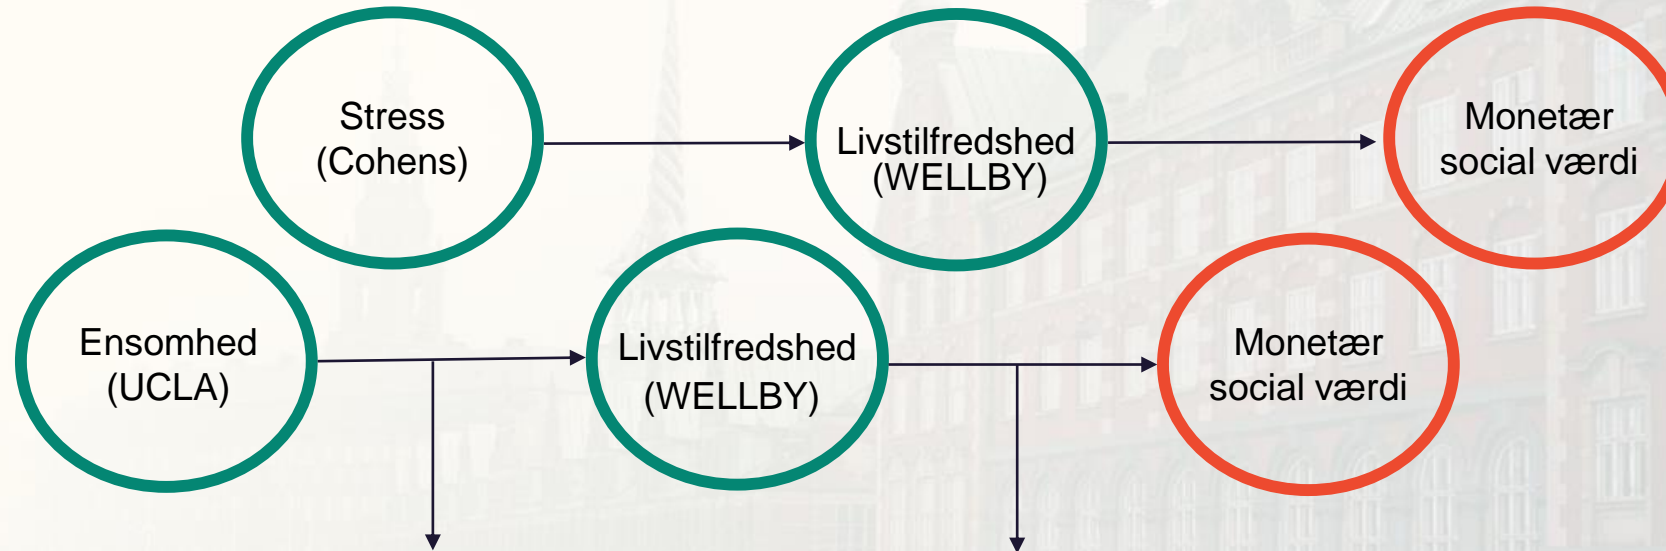 Stress
(Cohens)
Livstilfredshed
(WELLBY)
Monetær
social værdi
Ensomhed
(UCLA)
Livstilfredshed
(WELLBY)
Monetær
social værdi